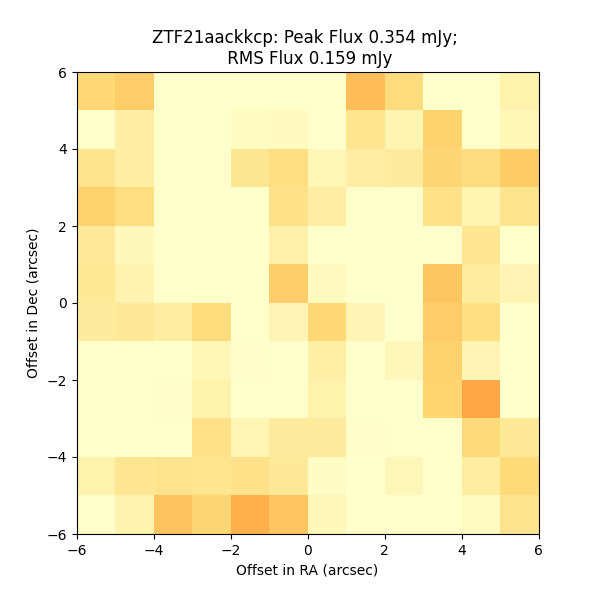 ZTF21aackkcp: Peak Flux 0.354 mJy;
RMS Flux 0.159 mJy
6
4
2
0
−2
−4
−6
Offset in Dec (arcsec)
−6 −4 −2 0 2 4 6
Offset in RA (arcsec)